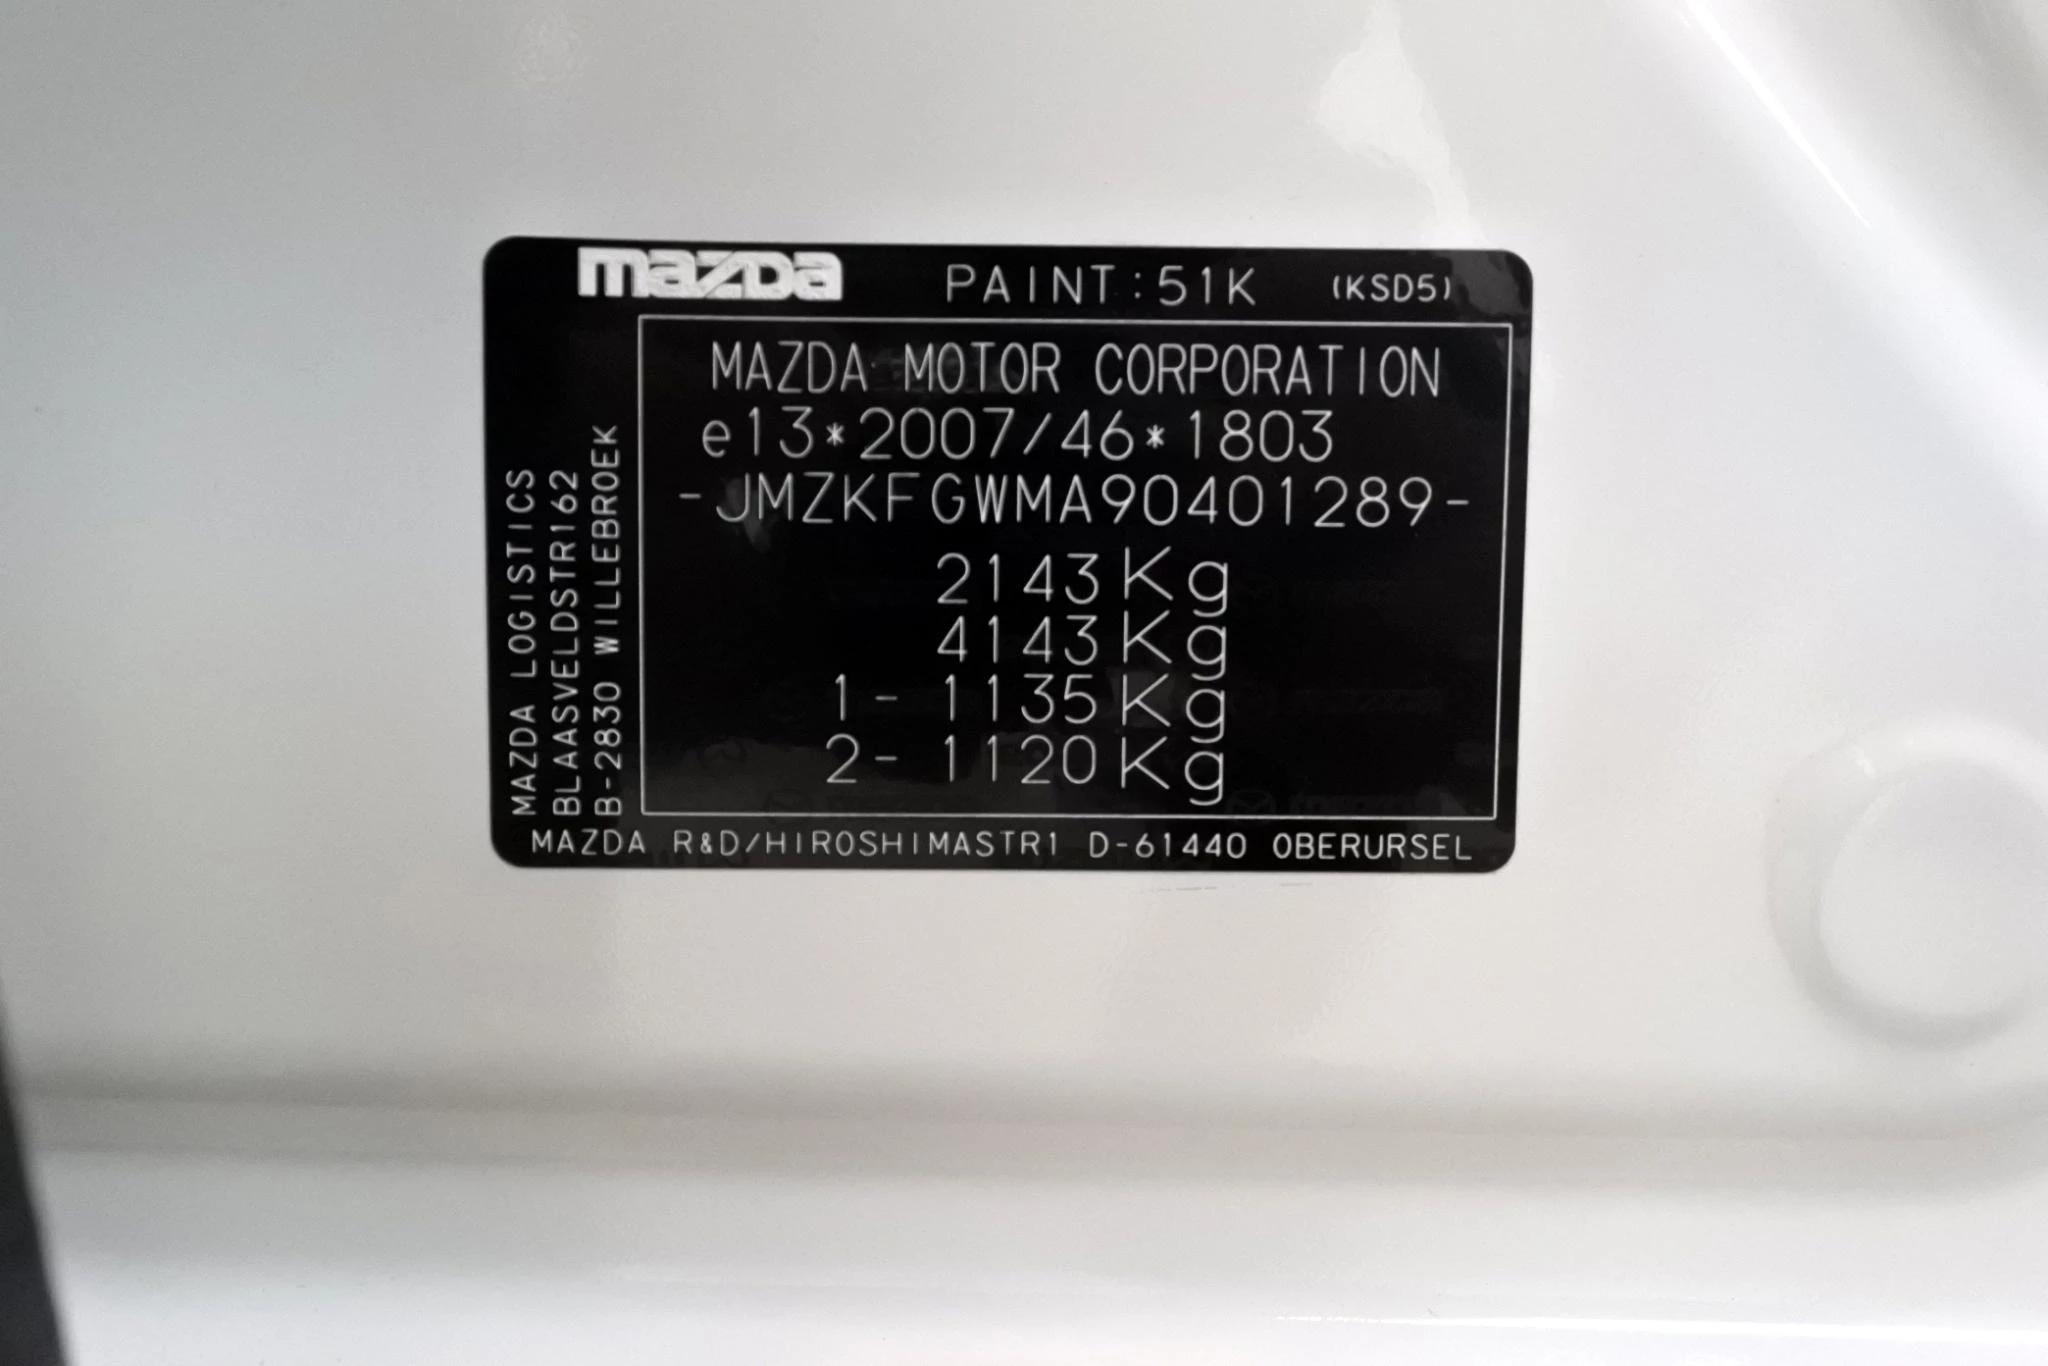 mazda PAINT:51K (KSD5)
MAZDA MOTOR CORPORATION
e13*2007/46*1803
-JMZKFGWMA90401289-
2143Kg
4143Kg
1- 1135Kg
2- 1120Kg
MAZDA LOGISTICS
BLAASVELDSTR162
B-2830 WILLEBROEK
MAZDA R&D/HIROSHIMASTR1 D-61440 OBERURSEL